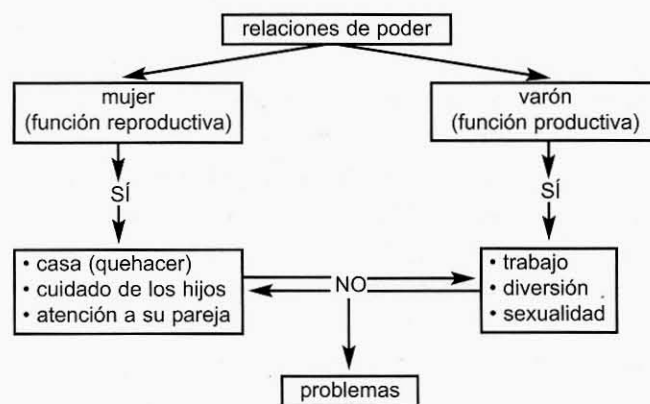 relaciones de poder
mujer
(función reproductiva)
varón
(función productiva)
SÍ
SÍ
• casa (quehacer)
• cuidado de los hijos
• atención a su pareja
NO
• trabajo
• diversión
• sexualidad
problemas